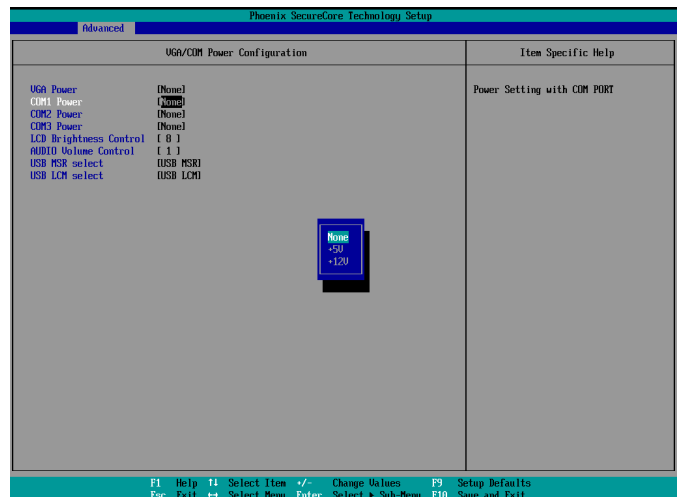 Phoenix SecureCore Technology Setup
Advanced
VGA/COM Power Configuration
Item Specific Help
VGA Power [None]
Power Setting with COM PORT
COM1 Power [None]
COM2 Power [None]
COM3 Power [None]
LCD Brightness Control [ 8 ]
AUDIO Volume Control [ 1 ]
USB MSR select [USB MSR]
USB LCM select [USB LCM]
None
+5V
+12V
F1 Help ↑↓ Select Item +/- Change Values F9 Setup Defaults
Esc Exit ↔ Select Menu Enter Select ▶ Sub-Menu F10 Save and Exit